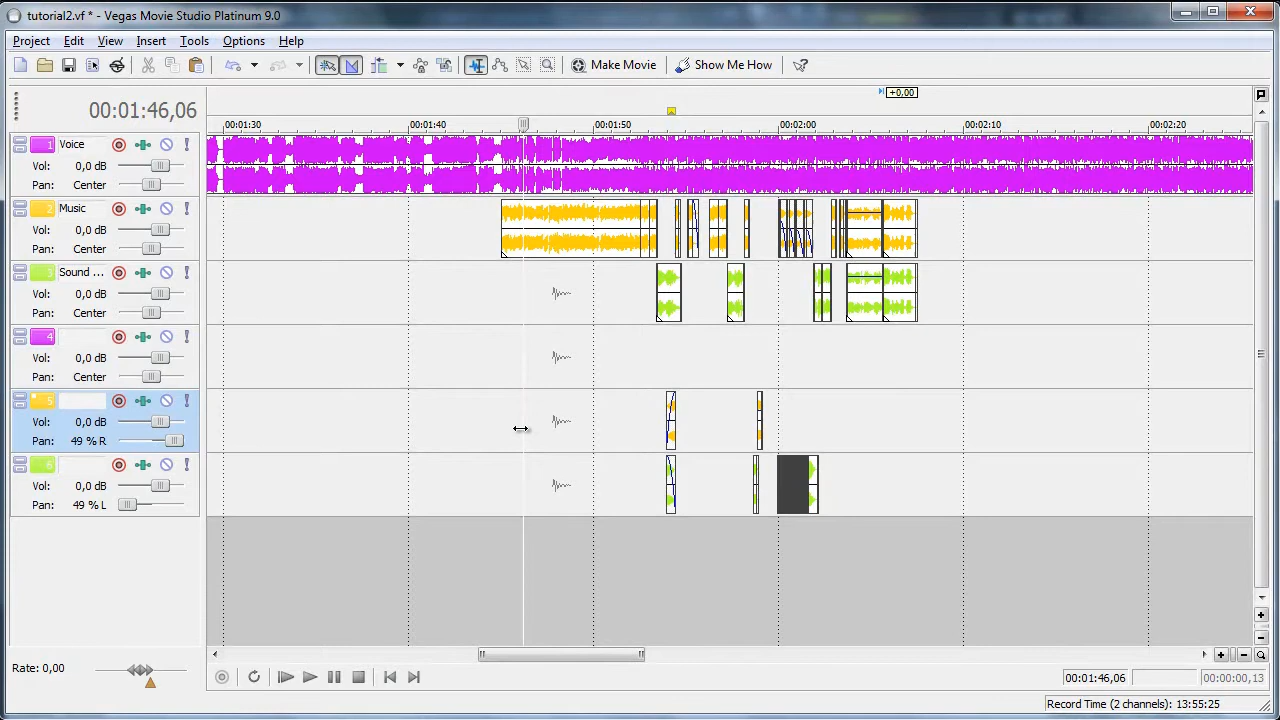 tutorial2.vf * - Vegas Movie Studio Platinum 9.0
Project Edit View Insert Tools Options Help
Make Movie Show Me How
+0.00
00:01:46,06
00:01:30 00:01:40 00:01:50 00:02:00 00:02:10 00:02:20
1 Voice
Vol: 0,0 dB
Pan: Center
2 Music
Vol: 0,0 dB
Pan: Center
3 Sound ...
Vol: 0,0 dB
Pan: Center
4
Vol: 0,0 dB
Pan: Center
5
Vol: 0,0 dB
Pan: 49 % R
6
Vol: 0,0 dB
Pan: 49 % L
Rate: 0,00
00:01:46,06 00:00:00,13
Record Time (2 channels): 13:55:25